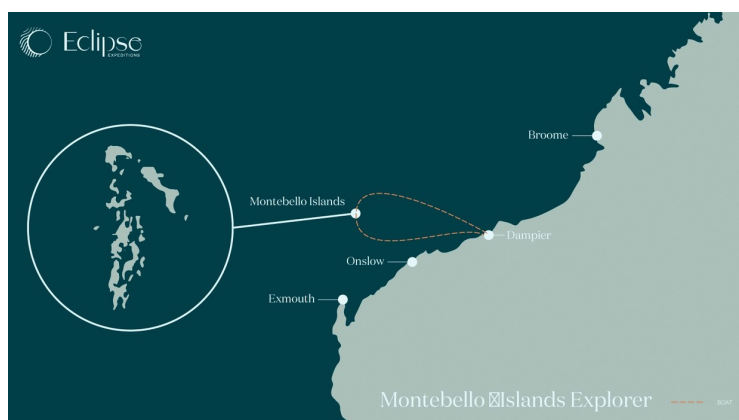 Eclipse
EXPEDITIONS
Broome
Montebello Islands
Dampier
Onslow
Exmouth
Montebello Islands Explorer
BOAT